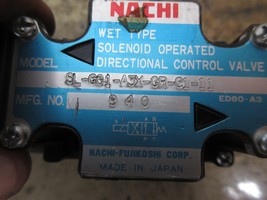 NACHI
WET TYPE
SOLENOID OPERATED
DIRECTIONAL CONTROL VALVE
MODEL SL-G01-A3X-GR-C1-11
ED60-A3
MFG. NO. 940
NACHI-FUJIKOSHI CORP.
MADE IN JAPAN